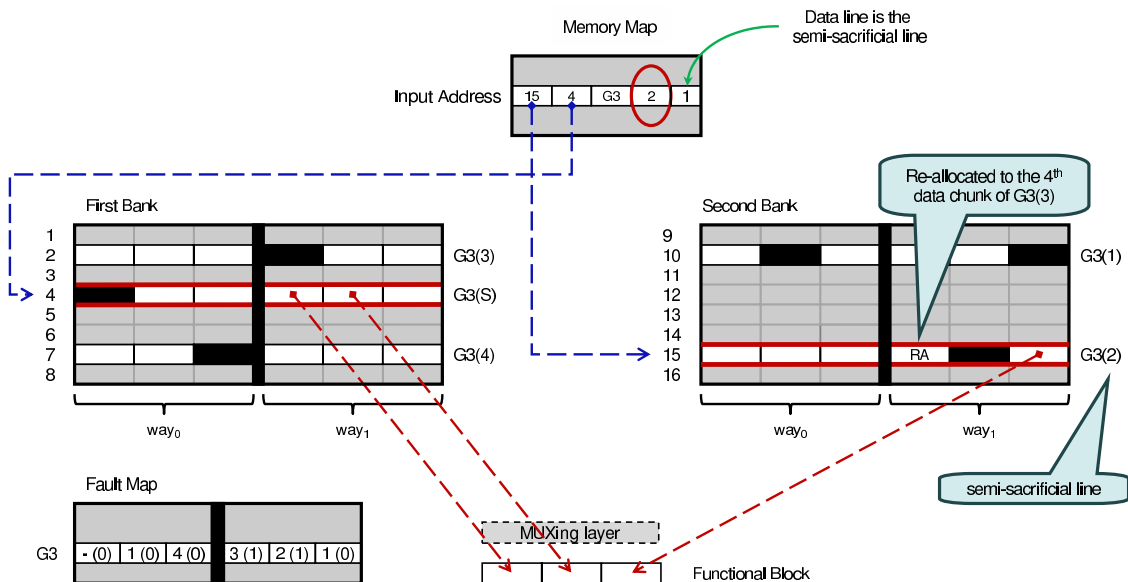 Data line is the
semi-sacrificial line
Memory Map
Input Address 15 4 G3 2 1
Re-allocated to the 4th
data chunk of G3(3)
First Bank
Second Bank
1
2 G3(3)
3
4 G3(S)
5
6
7 G3(4)
8
way0 way1
9
10 G3(1)
11
12
13
14
15 RA G3(2)
16
way0 way1
semi-sacrificial line
Fault Map
G3 - (0) 1 (0) 4 (0) 3 (1) 2 (1) 1 (0)
MUXing layer
Functional Block